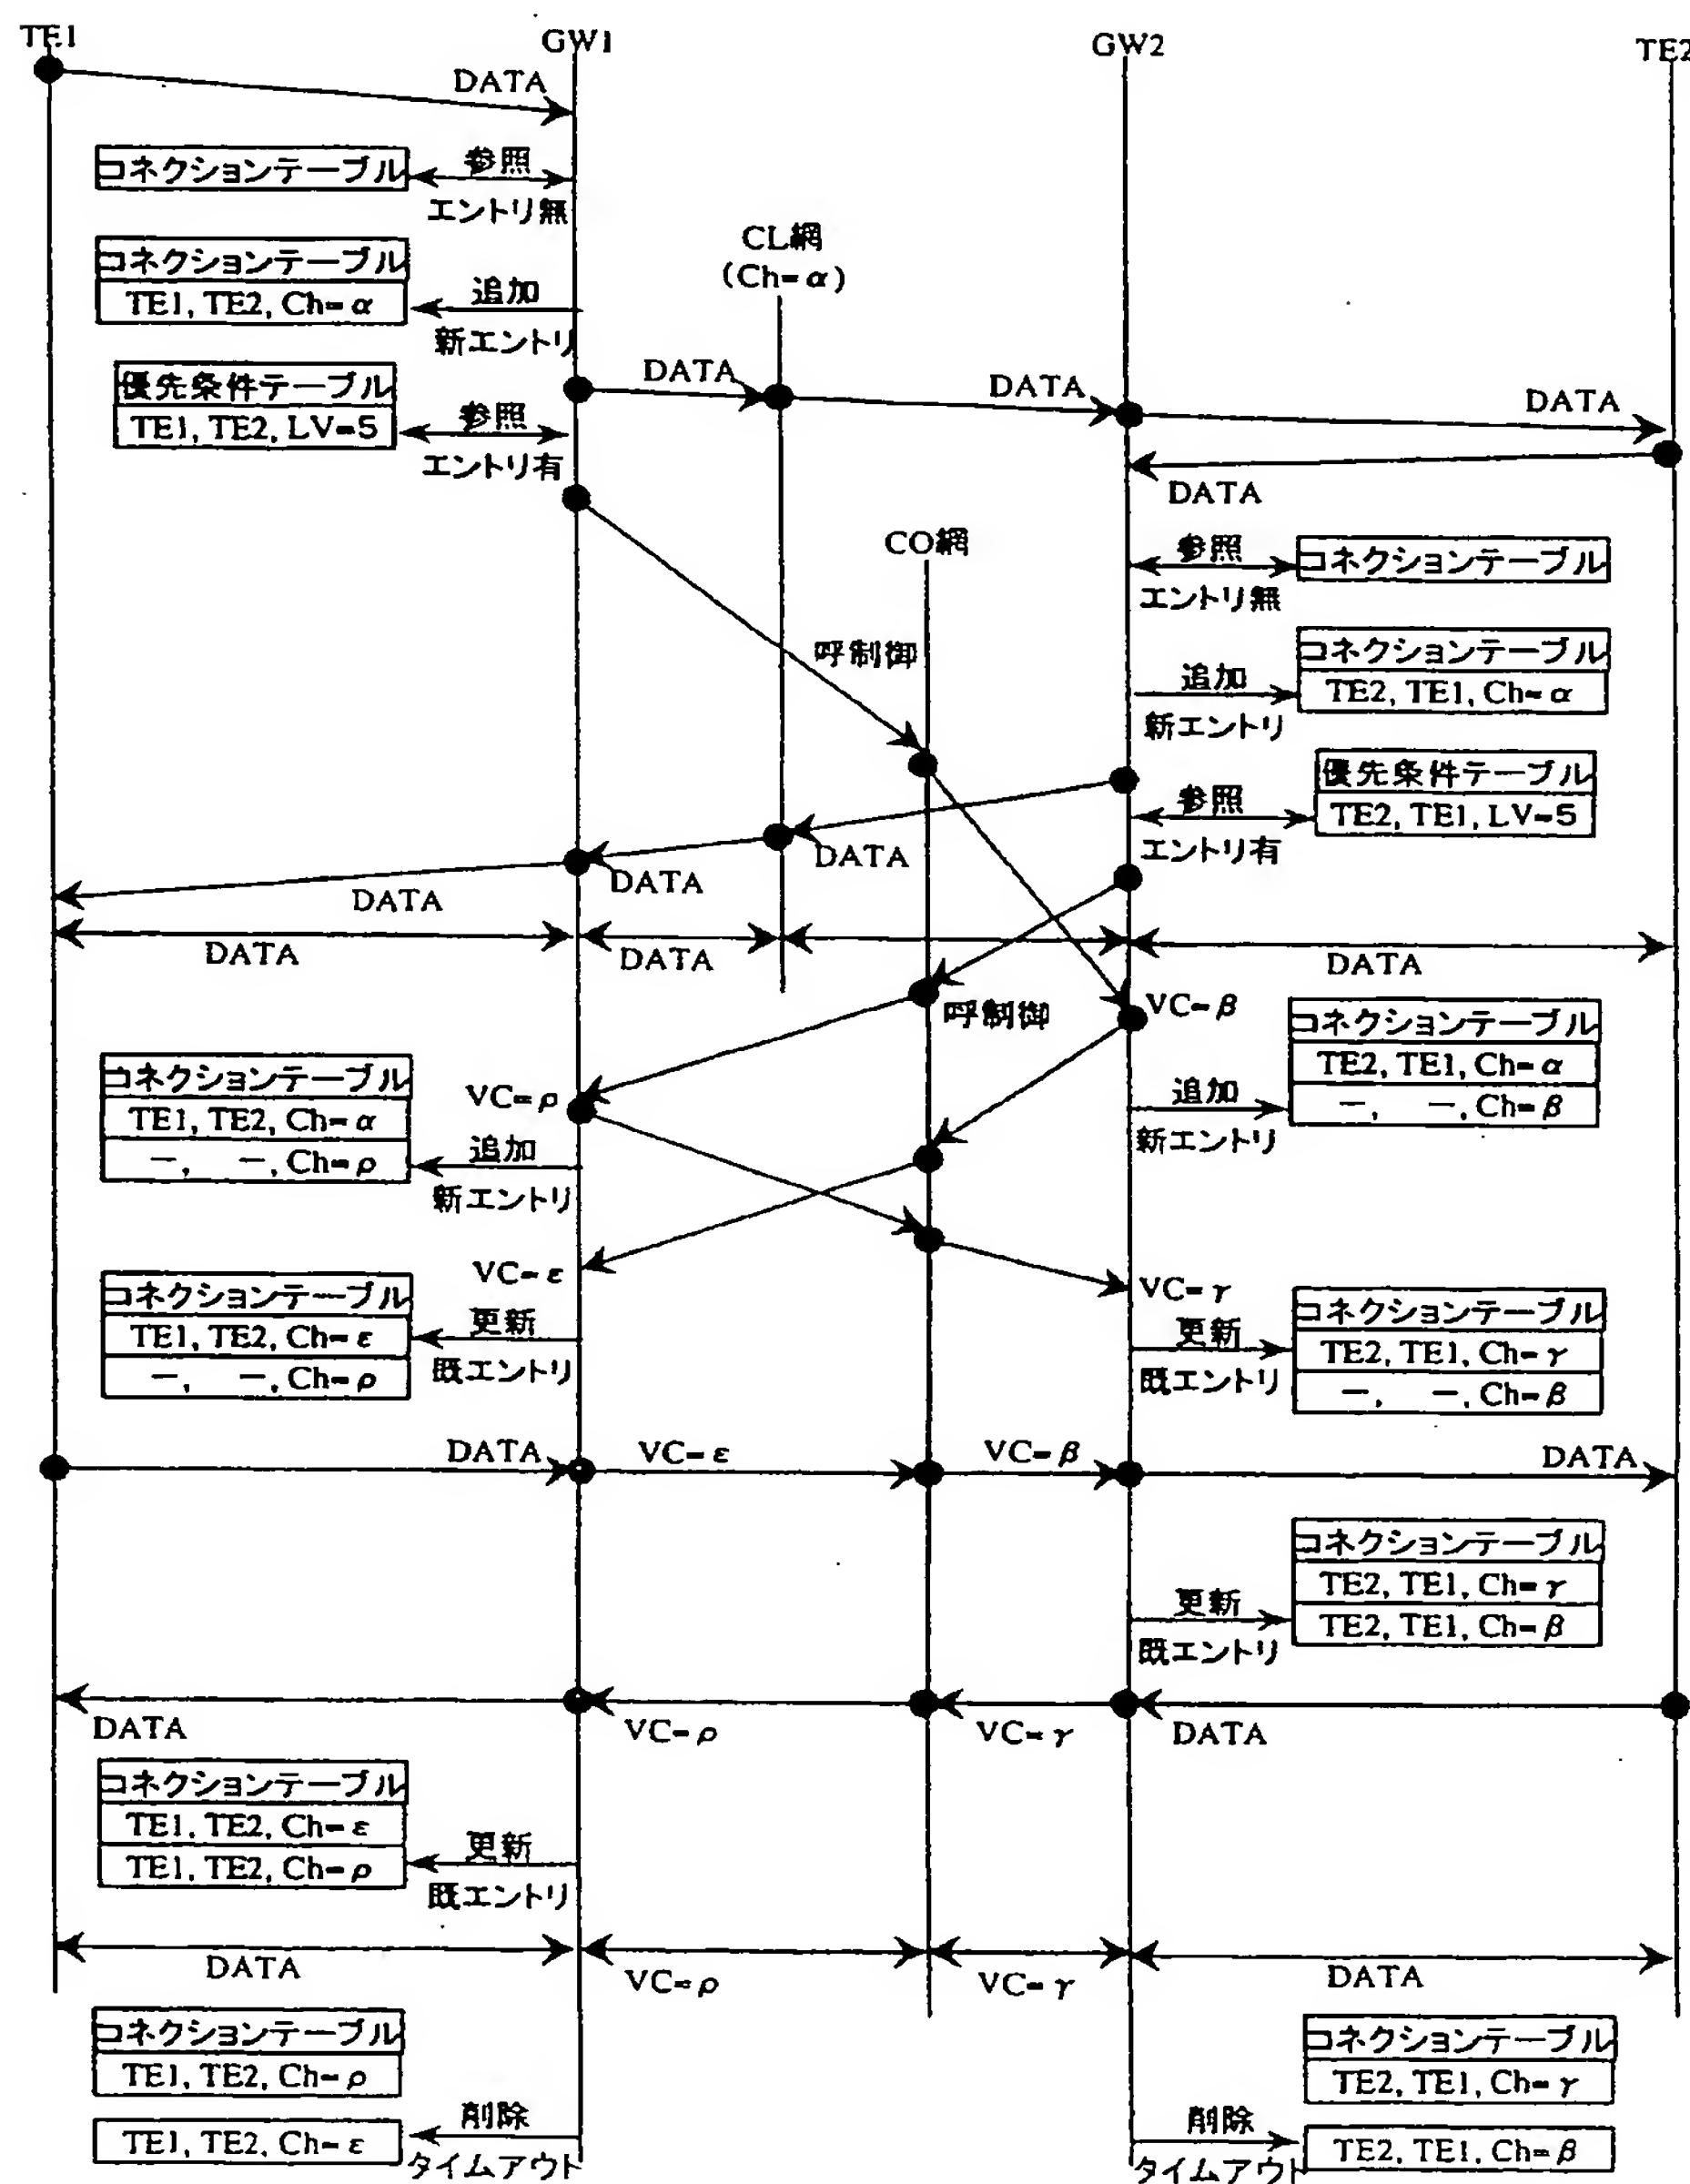 TE1
GW1
GW2
TE2
DATA
コネクションテーブル
参照
エントリ無
CL網
(Ch=α)
コネクションテーブル
TE1, TE2, Ch=α
追加
新エントリ
優先条件テーブル
TE1, TE2, LV=5
参照
エントリ有
DATA
DATA
DATA
DATA
CO網
参照
エントリ無
コネクションテーブル
呼制御
追加
新エントリ
コネクションテーブル
TE2, TE1, Ch=α
優先条件テーブル
TE2, TE1, LV=5
参照
エントリ有
DATA
DATA
DATA
DATA
DATA
DATA
呼制御
VC=β
コネクションテーブル
TE2, TE1, Ch=α
—, —, Ch=β
追加
新エントリ
コネクションテーブル
TE1, TE2, Ch=α
—, —, Ch=ρ
VC=ρ
追加
新エントリ
VC=ε
VC=γ
コネクションテーブル
TE1, TE2, Ch=ε
—, —, Ch=ρ
更新
既エントリ
更新
既エントリ
コネクションテーブル
TE2, TE1, Ch=γ
—, —, Ch=β
DATA
VC=ε
VC=β
DATA
コネクションテーブル
TE2, TE1, Ch=γ
TE2, TE1, Ch=β
更新
既エントリ
DATA
VC=ρ
VC=γ
DATA
コネクションテーブル
TE1, TE2, Ch=ε
TE1, TE2, Ch=ρ
更新
既エントリ
DATA
VC=ρ
VC=γ
DATA
コネクションテーブル
TE1, TE2, Ch=ρ
TE1, TE2, Ch=ε
削除
タイムアウト
コネクションテーブル
TE2, TE1, Ch=γ
削除
タイムアウト
TE2, TE1, Ch=β